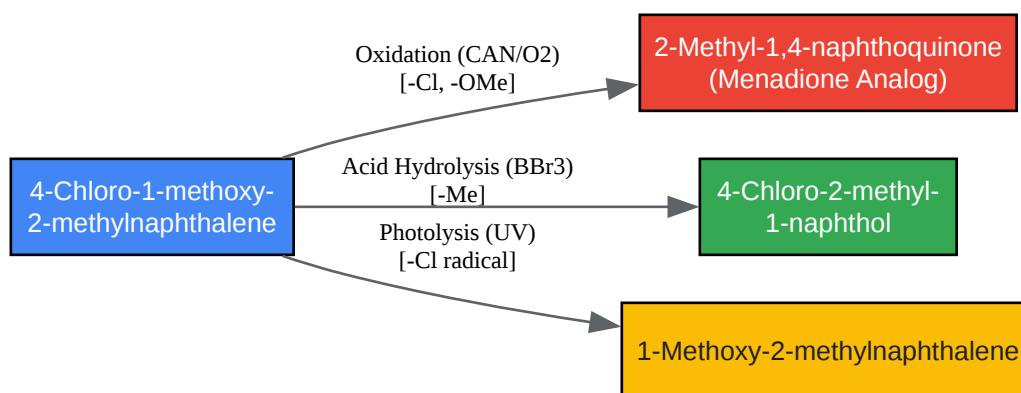 4-Chloro-1-methoxy-
2-methylnaphthalene
Oxidation (CAN/O2)
[-Cl, -OMe]
2-Methyl-1,4-naphthoquinone
(Menadione Analog)
Acid Hydrolysis (BBr3)
[-Me]
4-Chloro-2-methyl-
1-naphthol
Photolysis (UV)
[-Cl radical]
1-Methoxy-2-methylnaphthalene